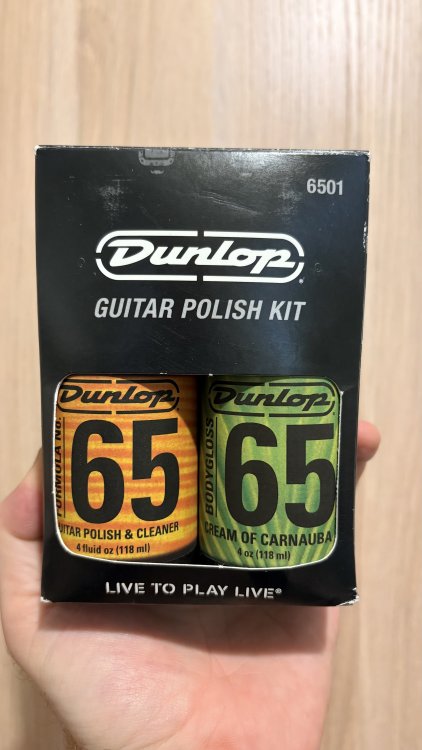 6501
Dunlop®
GUITAR POLISH KIT
Dunlop
FORMULA No.
65
UITAR POLISH & CLEANER
4 fluid oz (118 ml)
Dunlop
BODYGLOSS
65
CREAM OF CARNAUBA
4 oz (118 ml)
LIVE TO PLAY LIVE®